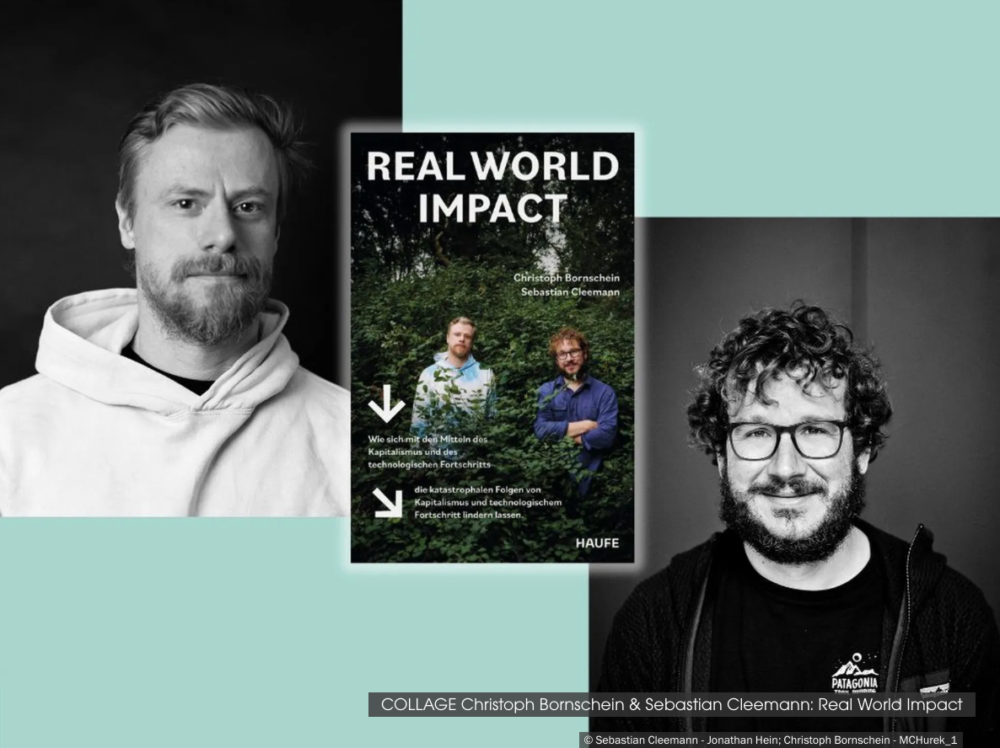 REAL WORLD
IMPACT
Christoph Bornschein
Sebastian Cleemann
Wie sich mit den Mitteln des
Kapitalismus und des
technologischen Fortschritts
die katastrophalen Folgen von
Kapitalismus und technologischem
Fortschritt lindern lassen.
HAUFE
PATAGONIA
COLLAGE Christoph Bornschein & Sebastian Cleemann: Real World Impact
© Sebastian Cleemann - Jonathan Hein; Christoph Bornschein - MCHurek_1